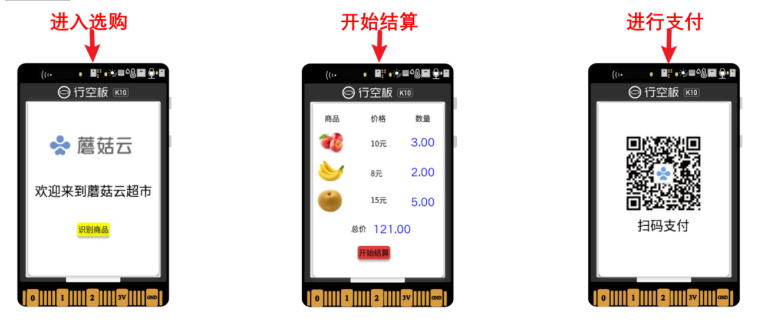 进入选购
开始结算
进行支付
行空板 K10
蘑菇云
欢迎来到蘑菇云超市
识别商品
0 1 2 3V GND
行空板 K10
商品 价格 数量
10元 3.00
8元 2.00
15元 5.00
总价 121.00
开始结算
0 1 2 3V GND
行空板 K10
扫码支付
0 1 2 3V GND